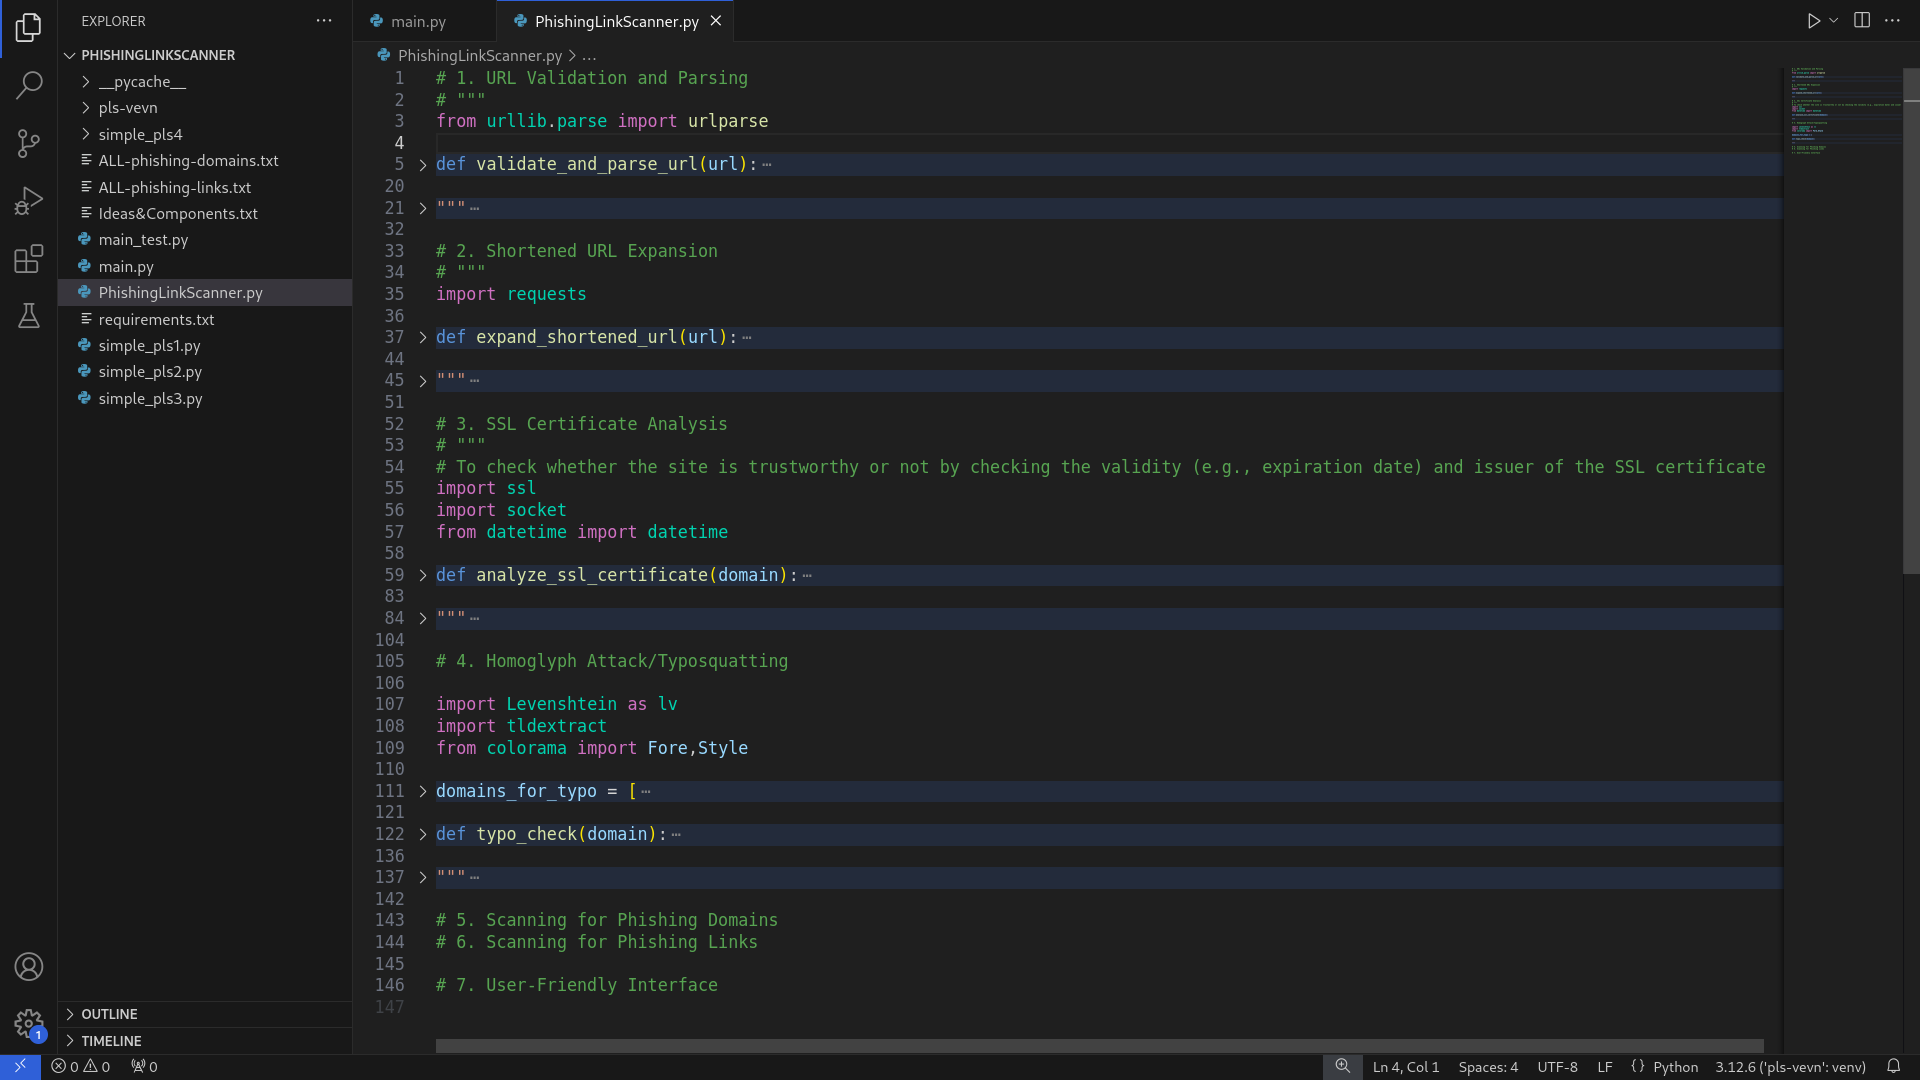 EXPLORER
PHISHINGLINKSCANNER
__pycache__
pls-vevn
simple_pls4
ALL-phishing-domains.txt
ALL-phishing-links.txt
Ideas&Components.txt
main_test.py
main.py
PhishingLinkScanner.py
requirements.txt
simple_pls1.py
simple_pls2.py
simple_pls3.py
OUTLINE
TIMELINE
main.py
PhishingLinkScanner.py
PhishingLinkScanner.py > ...
1 # 1. URL Validation and Parsing
2 # """
3 from urllib.parse import urlparse
4
5 def validate_and_parse_url(url):…
20
21 """…
32
33 # 2. Shortened URL Expansion
34 # """
35 import requests
36
37 def expand_shortened_url(url):…
44
45 """…
51
52 # 3. SSL Certificate Analysis
53 # """
54 # To check whether the site is trustworthy or not by checking the validity (e.g., expiration date) and issuer of the SSL certificate
55 import ssl
56 import socket
57 from datetime import datetime
58
59 def analyze_ssl_certificate(domain):…
83
84 """…
104
105 # 4. Homoglyph Attack/Typosquatting
106
107 import Levenshtein as lv
108 import tldextract
109 from colorama import Fore,Style
110
111 domains_for_typo = […
121
122 def typo_check(domain):…
136
137 """…
142
143 # 5. Scanning for Phishing Domains
144 # 6. Scanning for Phishing Links
145
146 # 7. User-Friendly Interface
147
1
0 0 0
Ln 4, Col 1 Spaces: 4 UTF-8 LF {} Python 3.12.6 ('pls-vevn': venv)